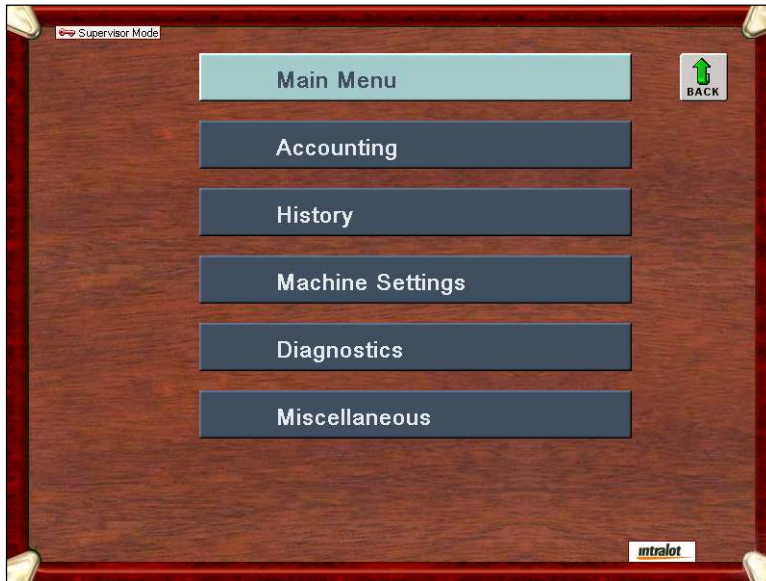 Supervisor Mode
Main Menu
BACK
Accounting
History
Machine Settings
Diagnostics
Miscellaneous
intralot